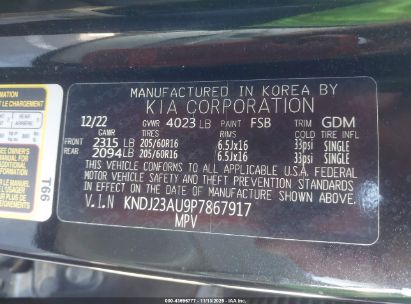 MANUFACTURED IN KOREA BY
KIA CORPORATION
12/22 GVWR 4023 LB PAINT FSB TRIM GDM
GAWR TIRES RIMS COLD TIRE INFL
FRONT 2315 LB 205/60R16 6.5Jx16 33psi SINGLE
REAR 2094 LB 205/60R16 6.5Jx16 33psi SINGLE
THIS VEHICLE CONFORMS TO ALL APPLICABLE U.S.A. FEDERAL
MOTOR VEHICLE SAFETY AND THEFT PREVENTION STANDARDS
IN EFFECT ON THE DATE OF MANUFACTURE SHOWN ABOVE.
V.I.N KNDJ23AU9P7867917
MPV
T66
LE CHARGEMENT